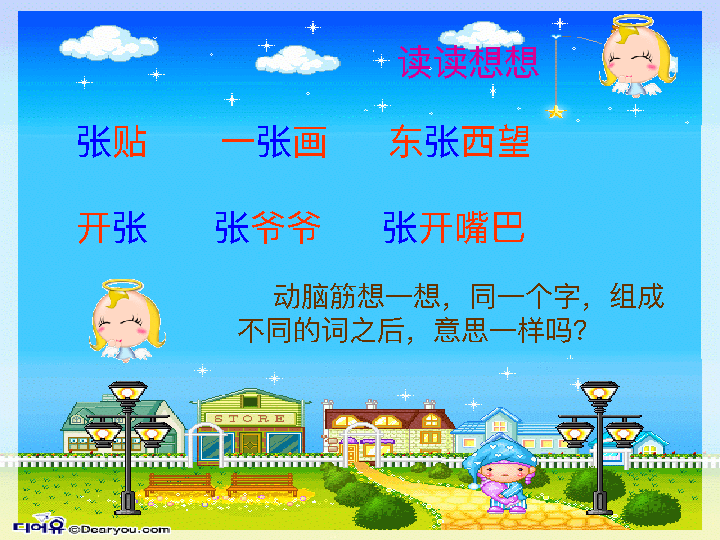 读读想想
张贴 一张画 东张西望
开张 张爷爷 张开嘴巴
动脑筋想一想，同一个字，组成
不同的词之后，意思一样吗？
STORE
디어유 ©Dearyou.com